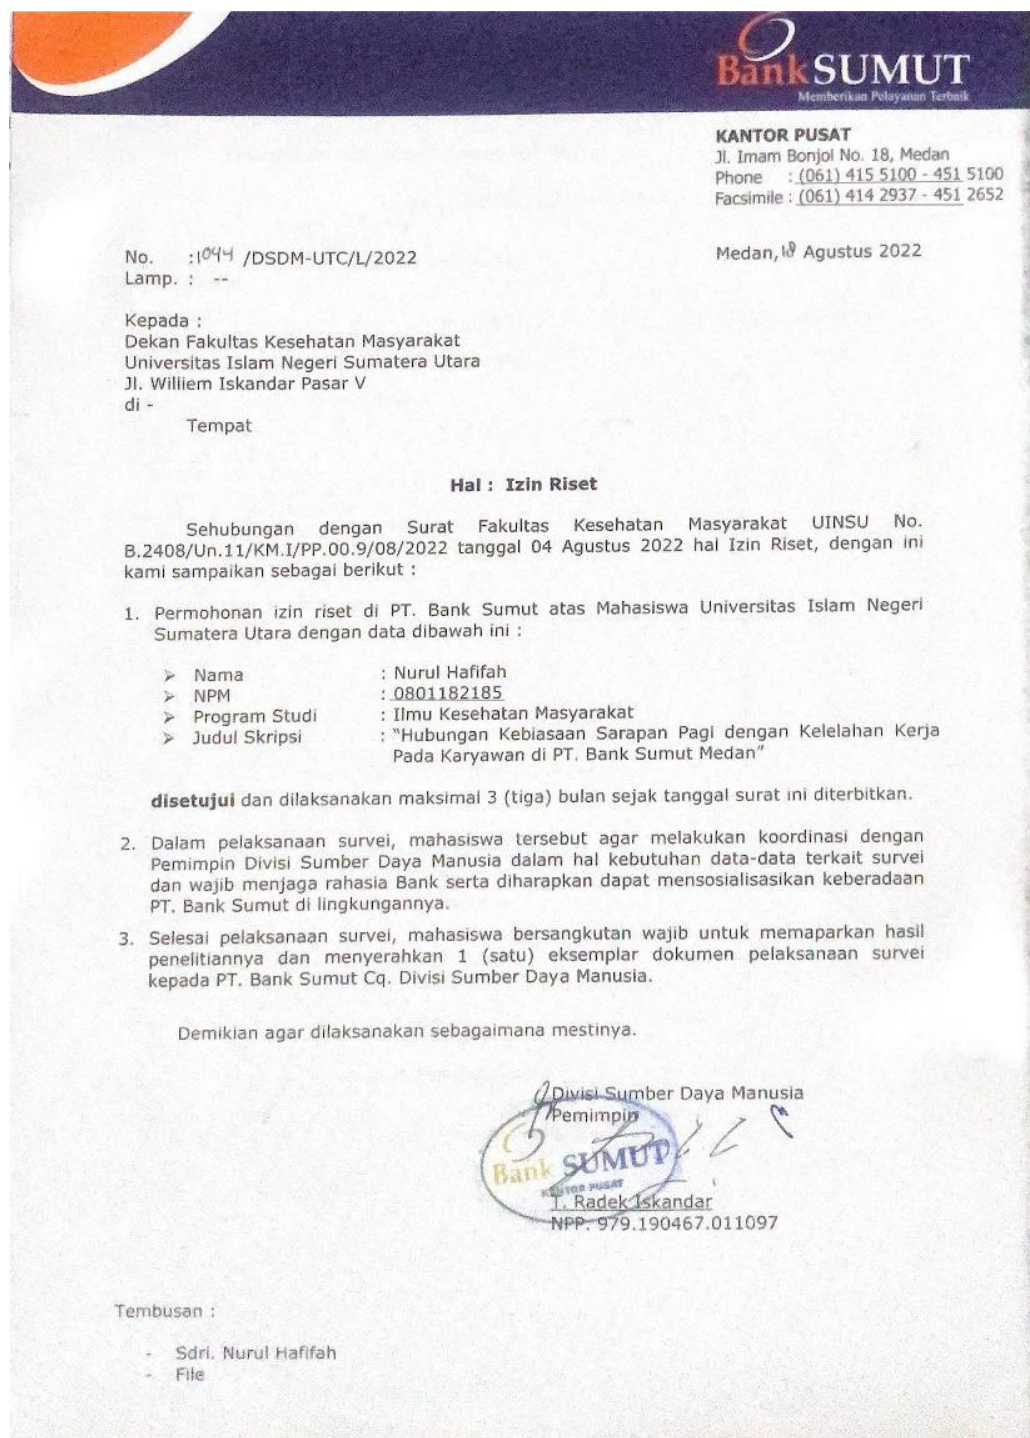 Bank SUMUT
Memberikan Pelayanan Terbaik
KANTOR PUSAT
Jl. Imam Bonjol No. 18, Medan
Phone : (061) 415 5100 - 451 5100
Facsimile : (061) 414 2937 - 451 2652
No. :1044 /DSDM-UTC/L/2022
Medan, Agustus 2022
Lamp. : --
Kepada :
Dekan Fakultas Kesehatan Masyarakat
Universitas Islam Negeri Sumatera Utara
Jl. Williem Iskandar Pasar V
di -
Tempat
Hal : Izin Riset
Sehubungan dengan Surat Fakultas Kesehatan Masyarakat UINSU No.
B.2408/Un.11/KM.I/PP.00.9/08/2022 tanggal 04 Agustus 2022 hal Izin Riset, dengan ini
kami sampaikan sebagai berikut :
1. Permohonan izin riset di PT. Bank Sumut atas Mahasiswa Universitas Islam Negeri
Sumatera Utara dengan data dibawah ini :
➢ Nama : Nurul Hafifah
➢ NPM : 0801182185
➢ Program Studi : Ilmu Kesehatan Masyarakat
➢ Judul Skripsi : "Hubungan Kebiasaan Sarapan Pagi dengan Kelelahan Kerja
Pada Karyawan di PT. Bank Sumut Medan"
disetujui dan dilaksanakan maksimal 3 (tiga) bulan sejak tanggal surat ini diterbitkan.
2. Dalam pelaksanaan survei, mahasiswa tersebut agar melakukan koordinasi dengan
Pemimpin Divisi Sumber Daya Manusia dalam hal kebutuhan data-data terkait survei
dan wajib menjaga rahasia Bank serta diharapkan dapat mensosialisasikan keberadaan
PT. Bank Sumut di lingkungannya.
3. Selesai pelaksanaan survei, mahasiswa bersangkutan wajib untuk memaparkan hasil
penelitiannya dan menyerahkan 1 (satu) eksemplar dokumen pelaksanaan survei
kepada PT. Bank Sumut Cq. Divisi Sumber Daya Manusia.
Demikian agar dilaksanakan sebagaimana mestinya.
Divisi Sumber Daya Manusia
Pemimpin
Bank SUMUT
KANTOR PUSAT
T. Radek Iskandar
NPP. 979.190467.011097
Tembusan :
- Sdri. Nurul Hafifah
- File